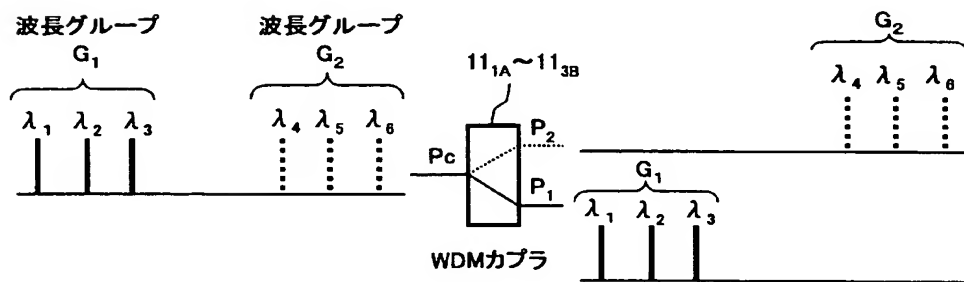 波長グループ
G1
λ1 λ2 λ3
波長グループ
G2
λ4 λ5 λ6
111A～113B
Pc
P2
P1
WDMカプラ
G2
λ4 λ5 λ6
G1
λ1 λ2 λ3